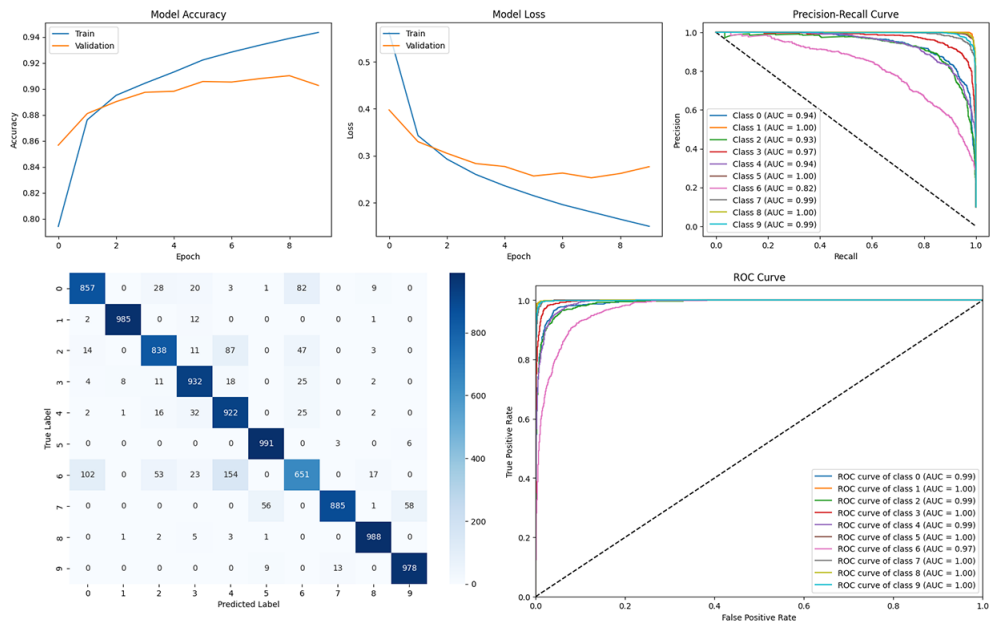 Model Accuracy
Train
Validation
0.94
0.92
0.90
0.88
0.86
0.84
0.82
0.80
Accuracy
0 2 4 6 8
Epoch
Model Loss
Train
Validation
0.5
0.4
0.3
0.2
Loss
0 2 4 6 8
Epoch
Precision-Recall Curve
1.0
0.8
0.6
0.4
0.2
0.0
Precision
Class 0 (AUC = 0.94)
Class 1 (AUC = 1.00)
Class 2 (AUC = 0.93)
Class 3 (AUC = 0.97)
Class 4 (AUC = 0.94)
Class 5 (AUC = 1.00)
Class 6 (AUC = 0.82)
Class 7 (AUC = 0.99)
Class 8 (AUC = 1.00)
Class 9 (AUC = 0.99)
0.0 0.2 0.4 0.6 0.8 1.0
Recall
True Label
0 857 0 28 20 3 1 82 0 9 0
1 2 985 0 12 0 0 0 0 1 0
2 14 0 838 11 87 0 47 0 3 0
3 4 8 11 932 18 0 25 0 2 0
4 2 1 16 32 922 0 25 0 2 0
5 0 0 0 0 0 991 0 3 0 6
6 102 0 53 23 154 0 651 0 17 0
7 0 0 0 0 0 56 0 885 1 58
8 0 1 2 5 3 1 0 0 988 0
9 0 0 0 0 0 9 0 13 0 978
0 1 2 3 4 5 6 7 8 9
Predicted Label
800
600
400
200
0
ROC Curve
1.0
0.8
0.6
0.4
0.2
0.0
True Positive Rate
ROC curve of class 0 (AUC = 0.99)
ROC curve of class 1 (AUC = 1.00)
ROC curve of class 2 (AUC = 0.99)
ROC curve of class 3 (AUC = 1.00)
ROC curve of class 4 (AUC = 0.99)
ROC curve of class 5 (AUC = 1.00)
ROC curve of class 6 (AUC = 0.97)
ROC curve of class 7 (AUC = 1.00)
ROC curve of class 8 (AUC = 1.00)
ROC curve of class 9 (AUC = 1.00)
0.0 0.2 0.4 0.6 0.8 1.0
False Positive Rate